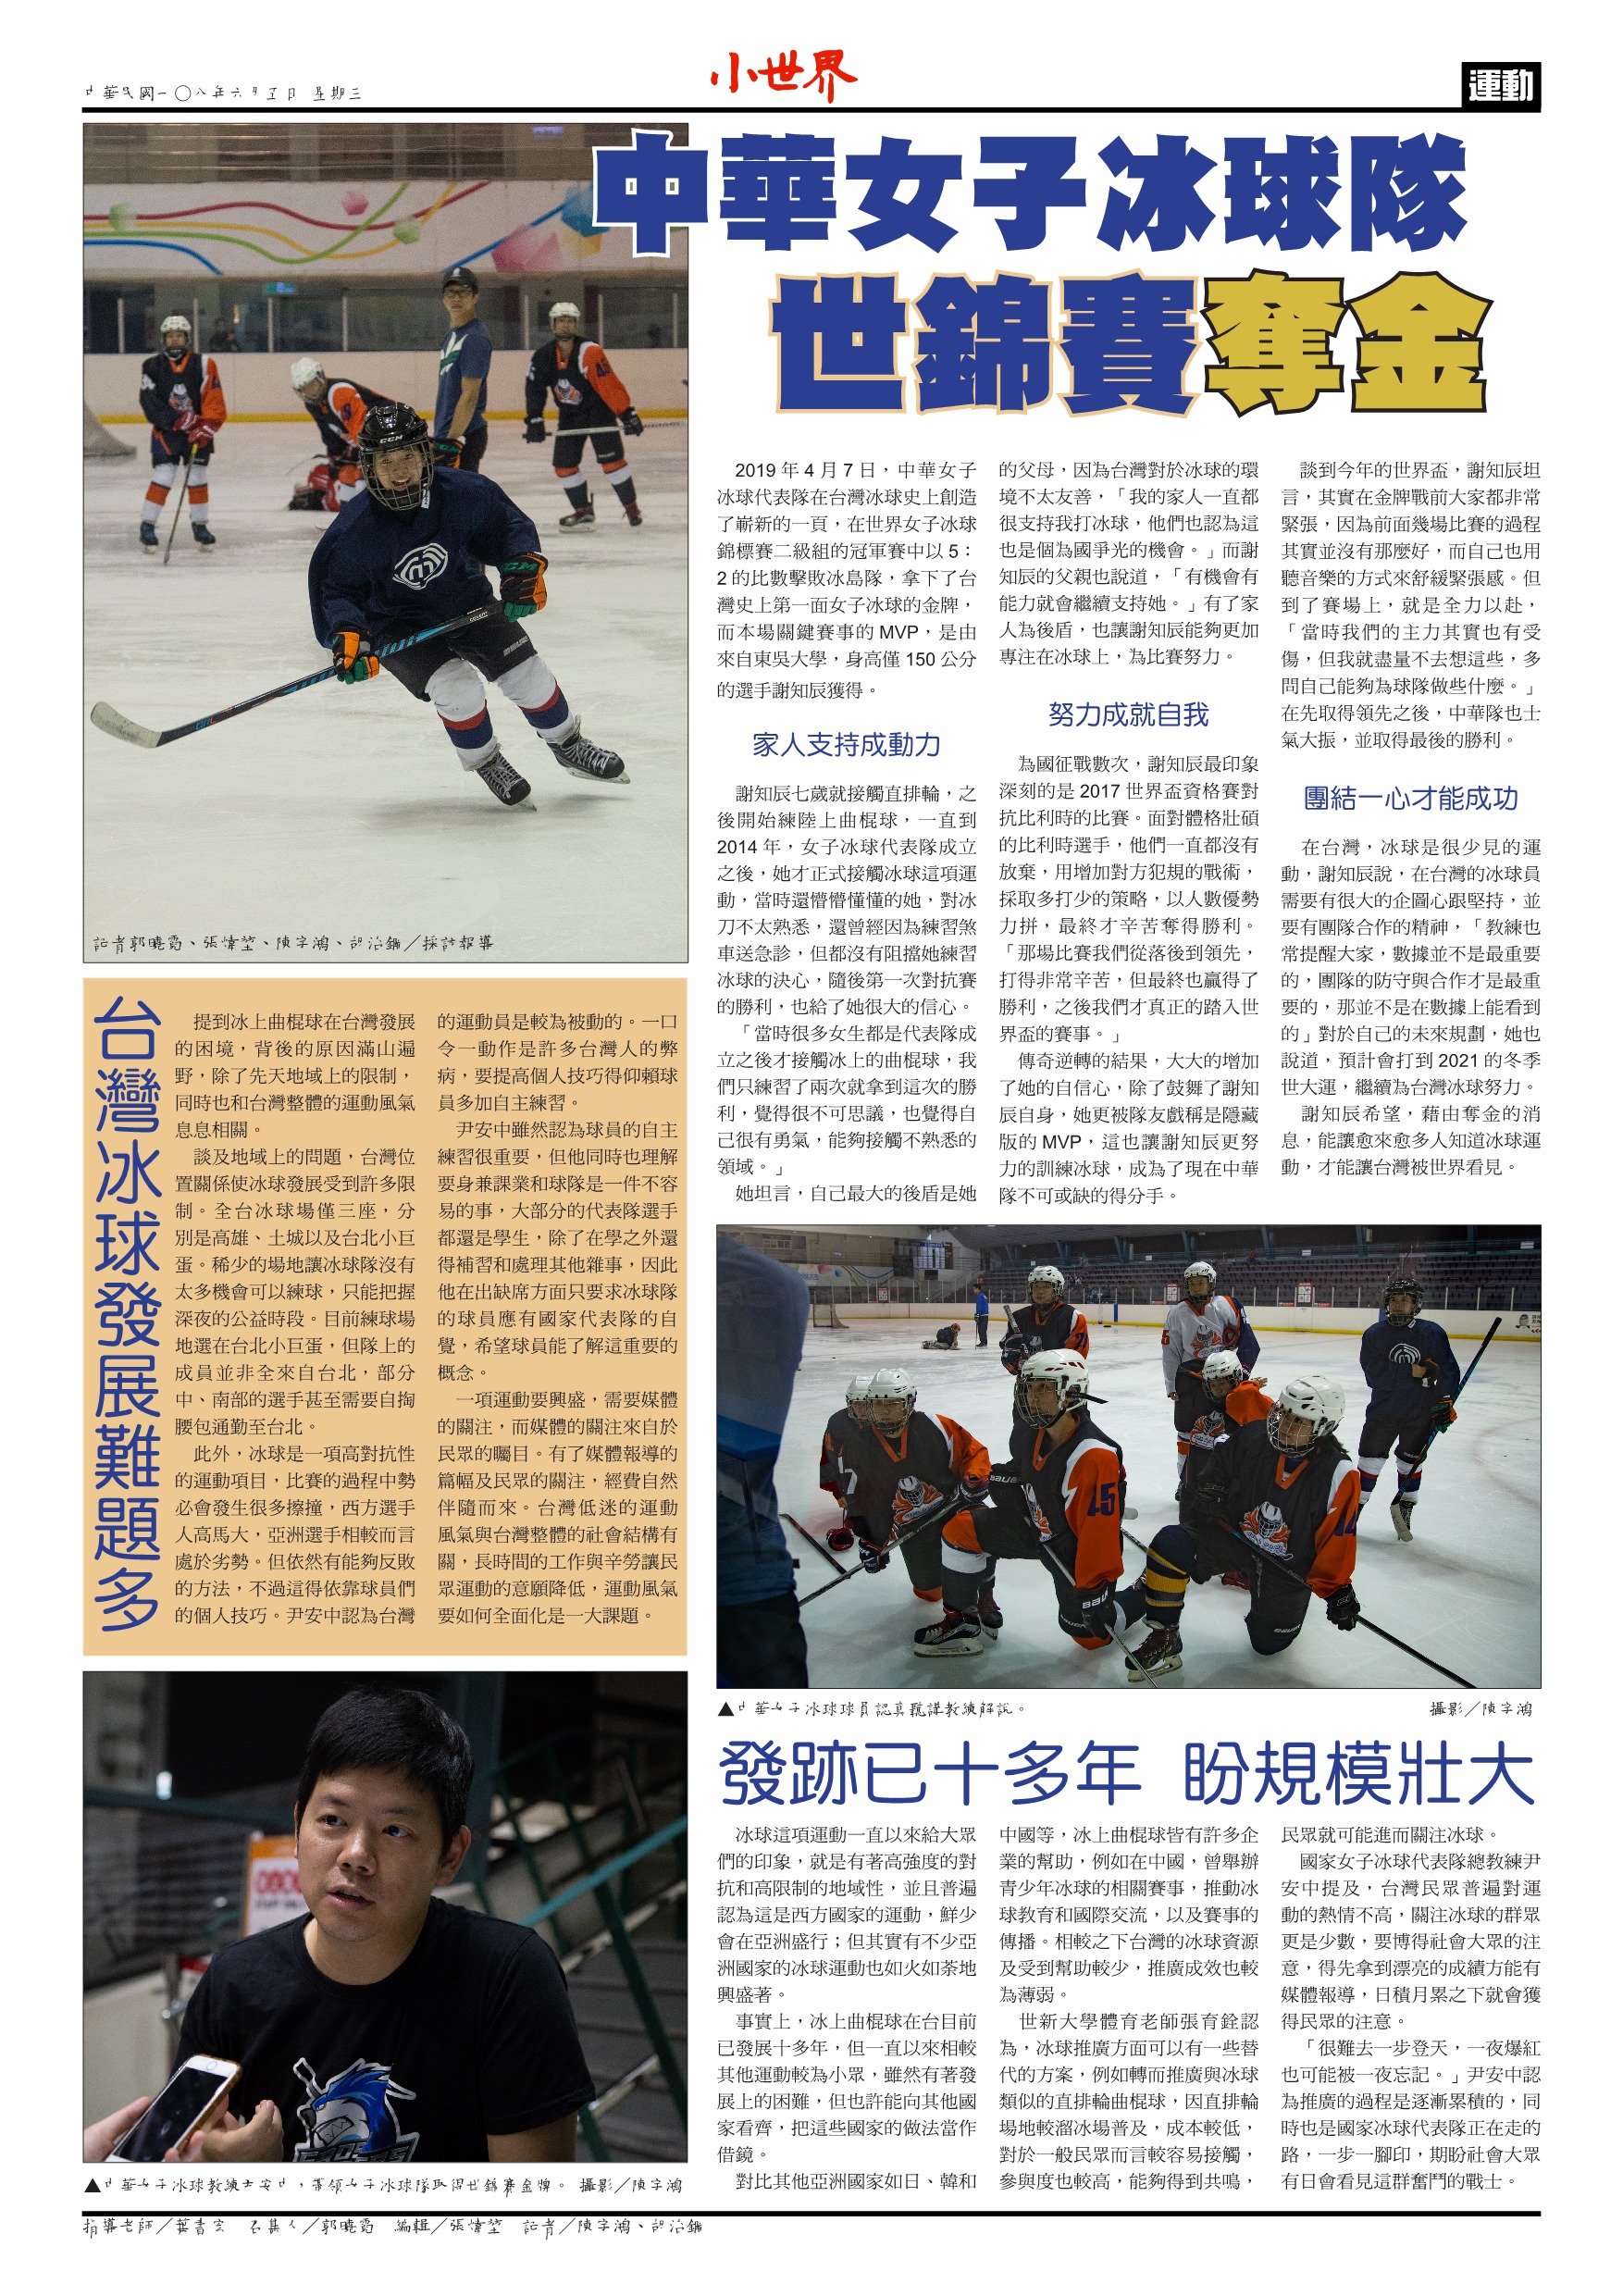 中華民國一〇八年六月五日 星期三
小世界
運動
中華女子冰球隊
世錦賽奪金
2019 年 4 月 7 日，中華女子
冰球代表隊在台灣冰球史上創造
了嶄新的一頁，在世界女子冰球
錦標賽二級組的冠軍賽中以 5：
2 的比數擊敗冰島隊，拿下了台
灣史上第一面女子冰球的金牌，
而本場關鍵賽事的 MVP，是由
來自東吳大學，身高僅 150 公分
的選手謝知辰獲得。
家人支持成動力
謝知辰七歲就接觸直排輪，之
後開始練陸上曲棍球，一直到
2014 年，女子冰球代表隊成立
之後，她才正式接觸冰球這項運
動，當時還懵懵懂懂的她，對冰
刀不太熟悉，還曾經因為練習煞
車送急診，但都沒有阻擋她練習
冰球的決心，隨後第一次對抗賽
的勝利，也給了她很大的信心。
「當時很多女生都是代表隊成
立之後才接觸冰上的曲棍球，我
們只練習了兩次就拿到這次的勝
利，覺得很不可思議，也覺得自
己很有勇氣，能夠接觸不熟悉的
領域。」
她坦言，自己最大的後盾是她
的父母，因為台灣對於冰球的環
境不太友善，「我的家人一直都
很支持我打冰球，他們也認為這
也是個為國爭光的機會。」而謝
知辰的父親也說道，「有機會有
能力就會繼續支持她。」有了家
人為後盾，也讓謝知辰能夠更加
專注在冰球上，為比賽努力。
努力成就自我
為國征戰數次，謝知辰最印象
深刻的是 2017 世界盃資格賽對
抗比利時的比賽。面對體格壯碩
的比利時選手，他們一直都沒有
放棄，用增加對方犯規的戰術，
採取多打少的策略，以人數優勢
力拼，最終才辛苦奪得勝利。
「那場比賽我們從落後到領先，
打得非常辛苦，但最終也贏得了
勝利，之後我們才真正的踏入世
界盃的賽事。」
傳奇逆轉的結果，大大的增加
了她的自信心，除了鼓舞了謝知
辰自身，她更被隊友戲稱是隱藏
版的 MVP，這也讓謝知辰更努
力的訓練冰球，成為了現在中華
隊不可或缺的得分手。
談到今年的世界盃，謝知辰坦
言，其實在金牌戰前大家都非常
緊張，因為前面幾場比賽的過程
其實並沒有那麼好，而自己也用
聽音樂的方式來舒緩緊張感。但
到了賽場上，就是全力以赴，
「當時我們的主力其實也有受
傷，但我就盡量不去想這些，多
問自己能夠為球隊做些什麼。」
在先取得領先之後，中華隊也士
氣大振，並取得最後的勝利。
團結一心才能成功
在台灣，冰球是很少見的運
動，謝知辰說，在台灣的冰球員
需要有很大的企圖心跟堅持，並
要有團隊合作的精神，「教練也
常提醒大家，數據並不是最重要
的，團隊的防守與合作才是最重
要的，那並不是在數據上能看到
的」對於自己的未來規劃，她也
說道，預計會打到 2021 的冬季
世大運，繼續為台灣冰球努力。
謝知辰希望，藉由奪金的消
息，能讓愈來愈多人知道冰球運
動，才能讓台灣被世界看見。
台灣冰球發展難題多
提到冰上曲棍球在台灣發展
的困境，背後的原因滿山遍
野，除了先天地域上的限制，
同時也和台灣整體的運動風氣
息息相關。
談及地域上的問題，台灣位
置關係使冰球發展受到許多限
制。全台冰球場僅三座，分
別是高雄、土城以及台北小巨
蛋。稀少的場地讓冰球隊沒有
太多機會可以練球，只能把握
深夜的公益時段。目前練球場
地選在台北小巨蛋，但隊上的
成員並非全來自台北，部分
中、南部的選手甚至需要自掏
腰包通勤至台北。
此外，冰球是一項高對抗性
的運動項目，比賽的過程中勢
必會發生很多擦撞，西方選手
人高馬大，亞洲選手相較而言
處於劣勢。但依然有能夠反敗
的方法，不過這得依靠球員們
的個人技巧。尹安中認為台灣
的運動員是較為被動的。一口
令一動作是許多台灣人的弊
病，要提高個人技巧得仰賴球
員多加自主練習。
尹安中雖然認為球員的自主
練習很重要，但他同時也理解
要身兼課業和球隊是一件不容
易的事，大部分的代表隊選手
都還是學生，除了在學之外還
得補習和處理其他雜事，因此
他在出缺席方面只要求冰球隊
的球員應有國家代表隊的自
覺，希望球員能了解這重要的
概念。
一項運動要興盛，需要媒體
的關注，而媒體的關注來自於
民眾的矚目。有了媒體報導的
篇幅及民眾的關注，經費自然
伴隨而來。台灣低迷的運動
風氣與台灣整體的社會結構有
關，長時間的工作與辛勞讓民
眾運動的意願降低，運動風氣
要如何全面化是一大課題。
▲中華女子冰球球員認真聽講教練解說。 攝影／陳字鴻
發跡已十多年 盼規模壯大
冰球這項運動一直以來給大眾
們的印象，就是有著高強度的對
抗和高限制的地域性，並且普遍
認為這是西方國家的運動，鮮少
會在亞洲盛行；但其實有不少亞
洲國家的冰球運動也如火如荼地
興盛著。
事實上，冰上曲棍球在台目前
已發展十多年，但一直以來相較
其他運動較為小眾，雖然有著發
展上的困難，但也許能向其他國
家看齊，把這些國家的做法當作
借鏡。
對比其他亞洲國家如日、韓和
中國等，冰上曲棍球皆有許多企
業的幫助，例如在中國，曾舉辦
青少年冰球的相關賽事，推動冰
球教育和國際交流，以及賽事的
傳播。相較之下台灣的冰球資源
及受到幫助較少，推廣成效也較
為薄弱。
世新大學體育老師張育銓認
為，冰球推廣方面可以有一些替
代的方案，例如轉而推廣與冰球
類似的直排輪曲棍球，因直排輪
場地較溜冰場普及，成本較低，
對於一般民眾而言較容易接觸，
參與度也較高，能夠得到共鳴，
民眾就可能進而關注冰球。
國家女子冰球代表隊總教練尹
安中提及，台灣民眾普遍對運
動的熱情不高，關注冰球的群眾
更是少數，要博得社會大眾的注
意，得先拿到漂亮的成績方能有
媒體報導，日積月累之下就會獲
得民眾的注意。
「很難去一步登天，一夜爆紅
也可能被一夜忘記。」尹安中認
為推廣的過程是逐漸累積的，同
時也是國家冰球代表隊正在走的
路，一步一腳印，期盼社會大眾
有日會看見這群奮鬥的戰士。
▲中華女子冰球教練尹安中，帶領女子冰球隊取得世錦賽金牌。 攝影／陳字鴻